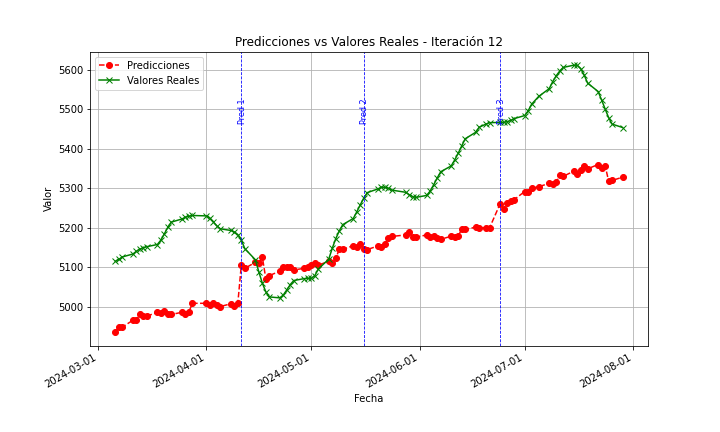 Predicciones vs Valores Reales - Iteración 12
Predicciones
Valores Reales
Pred 1
Pred 2
Pred 3
Valor
5600
5500
5400
5300
5200
5100
5000
2024-03-01
2024-04-01
2024-05-01
2024-06-01
2024-07-01
2024-08-01
Fecha